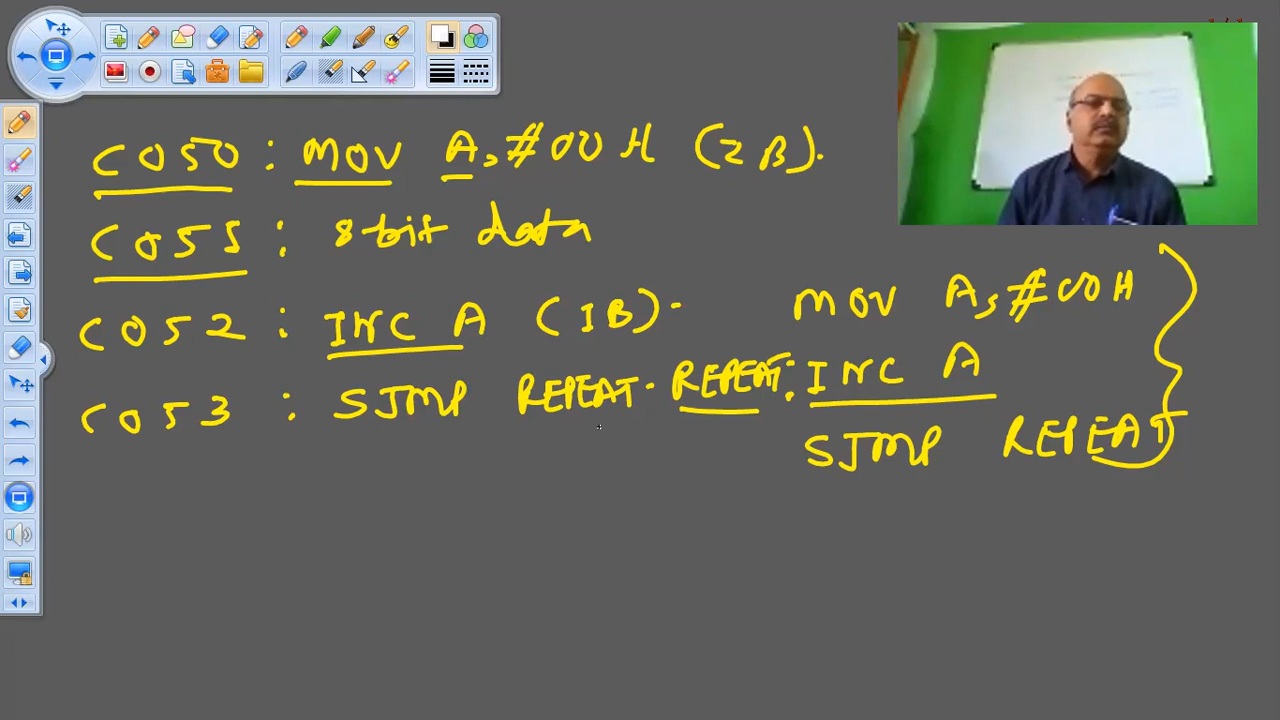 C050 : MOV A, #00H (2B).
C055 : 8-bit data
C052 : INC A (1B).
C053 : SJMP REPEAT.
MOV A, #00H
REPEAT: INC A
SJMP REPEAT